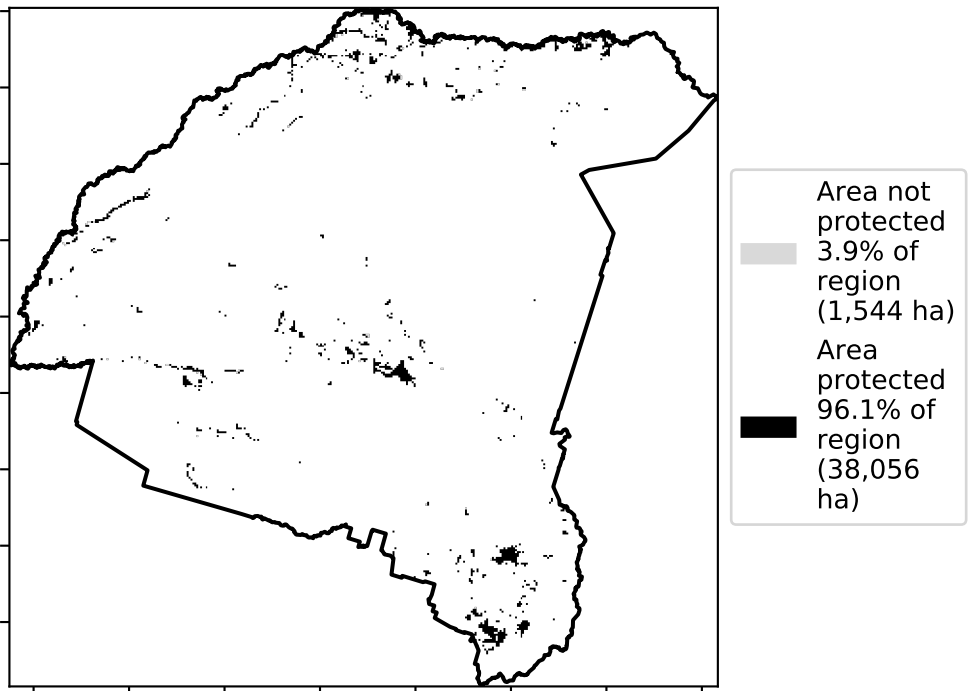 Area not
protected
3.9% of
region
(1,544 ha)
Area
protected
96.1% of
region
(38,056
ha)